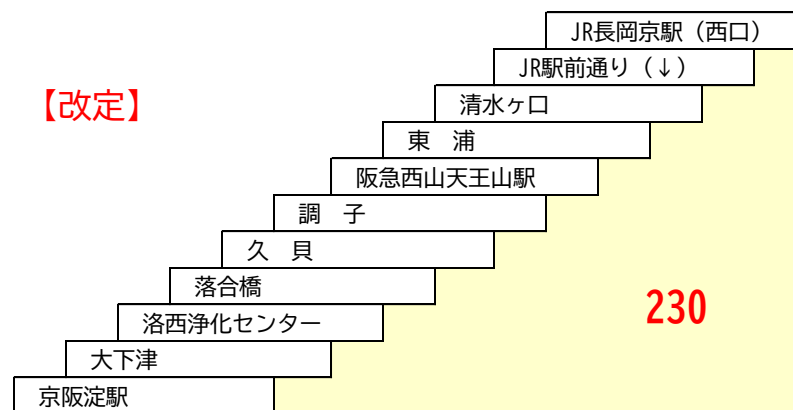 JR長岡京駅（西口）
JR駅前通り（↓）
【改定】
清水ヶ口
東　浦
阪急西山天王山駅
調　子
久　貝
落合橋
230
洛西浄化センター
大下津
京阪淀駅